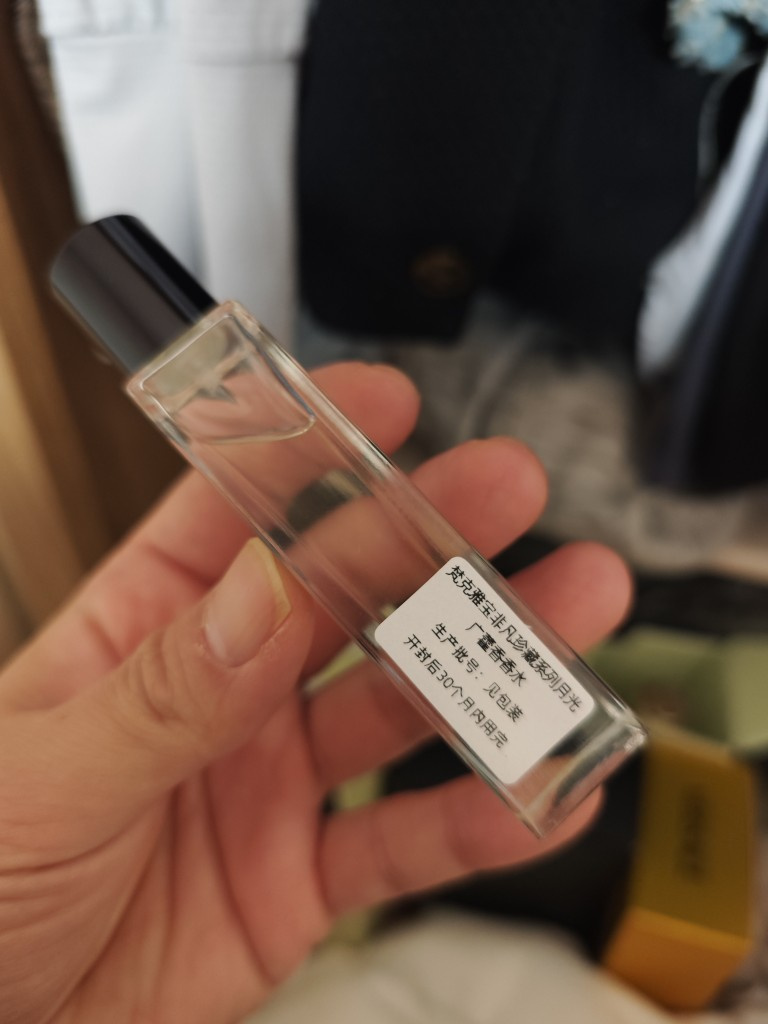 梵克雅宝非凡珍藏系列月光
广藿香香水
生产批号：见包装
开封后30个月内用完